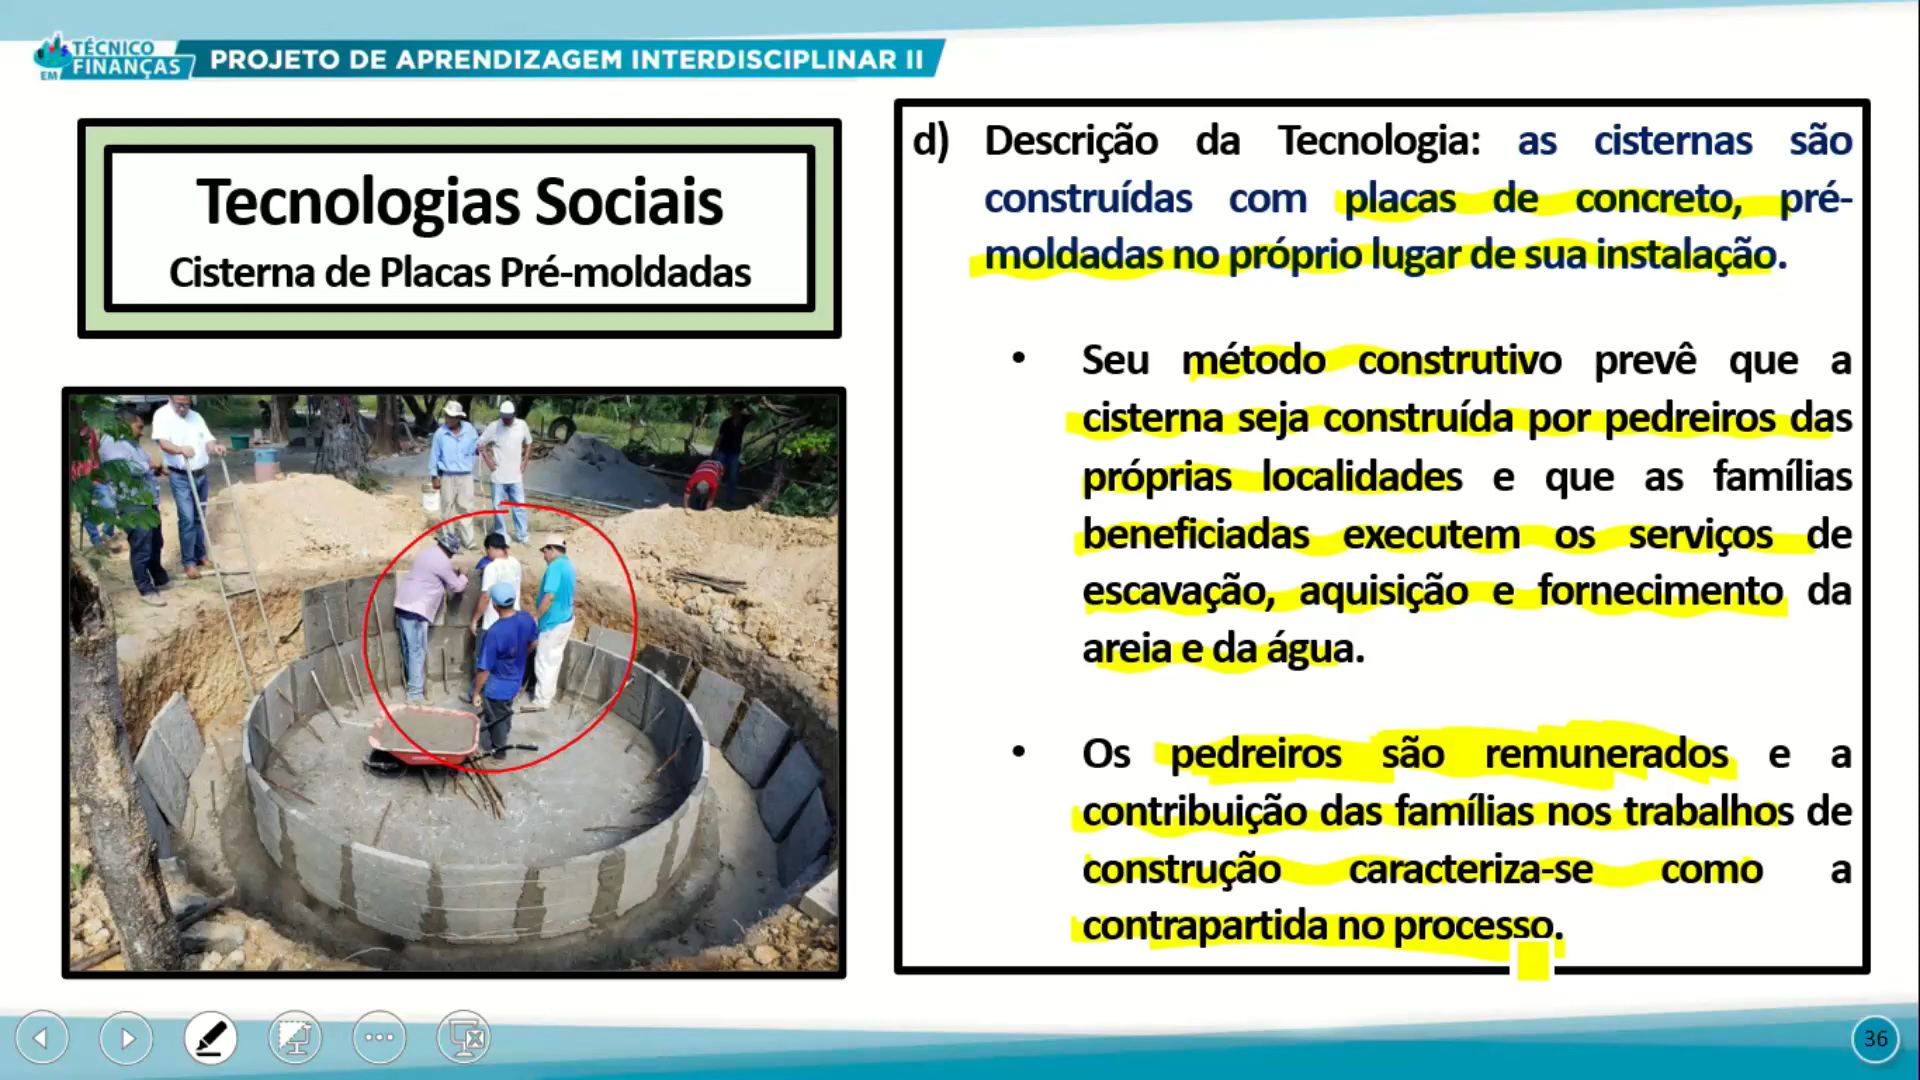 TÉCNICO
EM FINANÇAS
PROJETO DE APRENDIZAGEM INTERDISCIPLINAR II
Tecnologias Sociais
Cisterna de Placas Pré-moldadas
d) Descrição da Tecnologia: as cisternas são
construídas com placas de concreto, pré-
moldadas no próprio lugar de sua instalação.
• Seu método construtivo prevê que a
cisterna seja construída por pedreiros das
próprias localidades e que as famílias
beneficiadas executem os serviços de
escavação, aquisição e fornecimento da
areia e da água.
• Os pedreiros são remunerados e a
contribuição das famílias nos trabalhos de
construção caracteriza-se como a
contrapartida no processo.
36